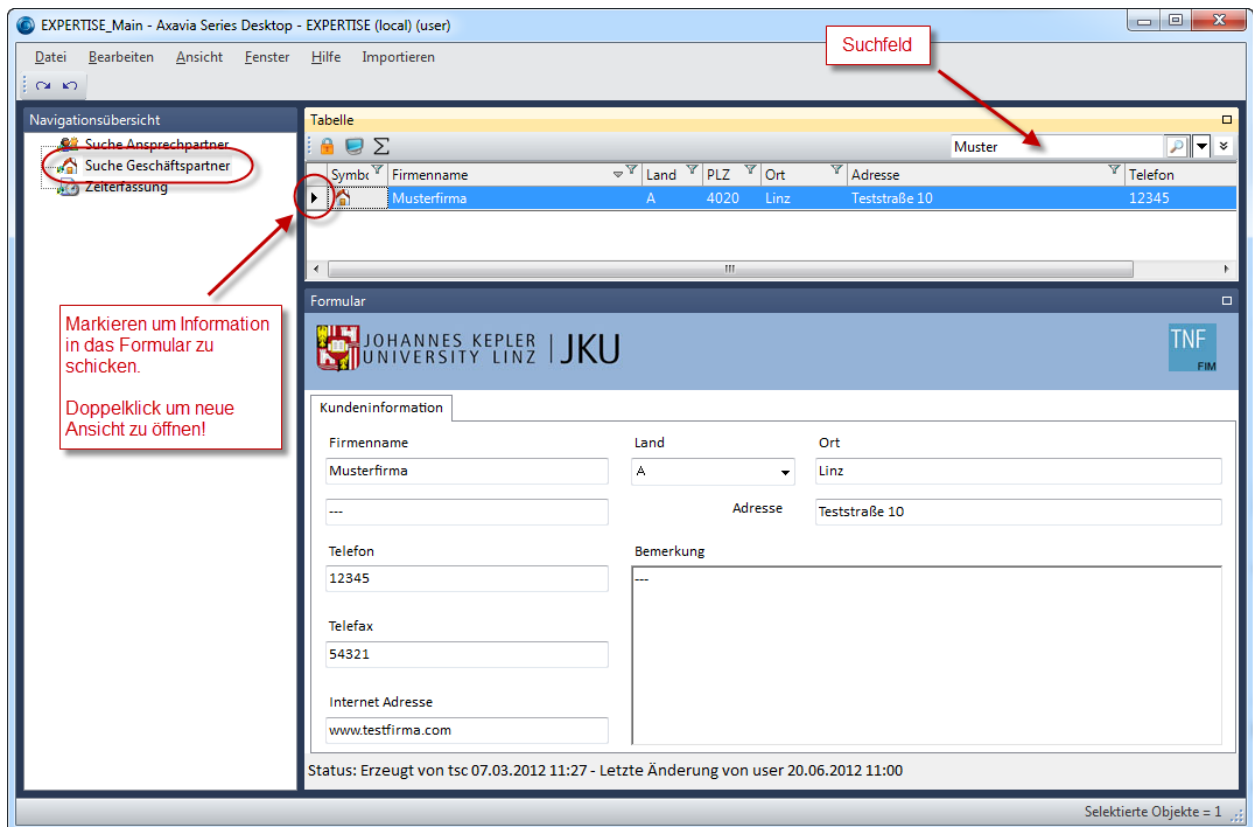 EXPERTISE_Main - Axavia Series Desktop - EXPERTISE (local) (user)
Datei Bearbeiten Ansicht Fenster Hilfe Importieren
Suchfeld
Navigationsübersicht
Suche Ansprechpartner
Suche Geschäftspartner
Zeiterfassung
Markieren um Information
in das Formular zu
schicken.
Doppelklick um neue
Ansicht zu öffnen!
Tabelle
Muster
Symbc Firmenname Land PLZ Ort Adresse Telefon
Musterfirma A 4020 Linz Teststraße 10 12345
Formular
JOHANNES KEPLER
UNIVERSITY LINZ | JKU
TNF
FIM
Kundeninformation
Firmenname Land Ort
Musterfirma A Linz
--- Adresse Teststraße 10
Telefon Bemerkung
12345 ---
Telefax
54321
Internet Adresse
www.testfirma.com
Status: Erzeugt von tsc 07.03.2012 11:27 - Letzte Änderung von user 20.06.2012 11:00
Selektierte Objekte = 1